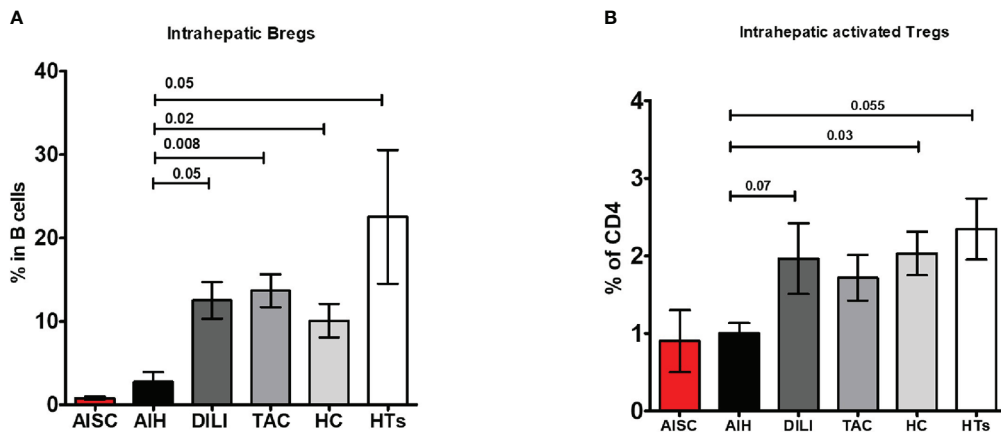 A
Intrahepatic Bregs
% in B cells
40
30
20
10
0
0.05
0.02
0.008
0.05
AISC AIH DILI TAC HC HTs
B
Intrahepatic activated Tregs
% of CD4
4
3
2
1
0
0.055
0.03
0.07
AISC AIH DILI TAC HC HTs